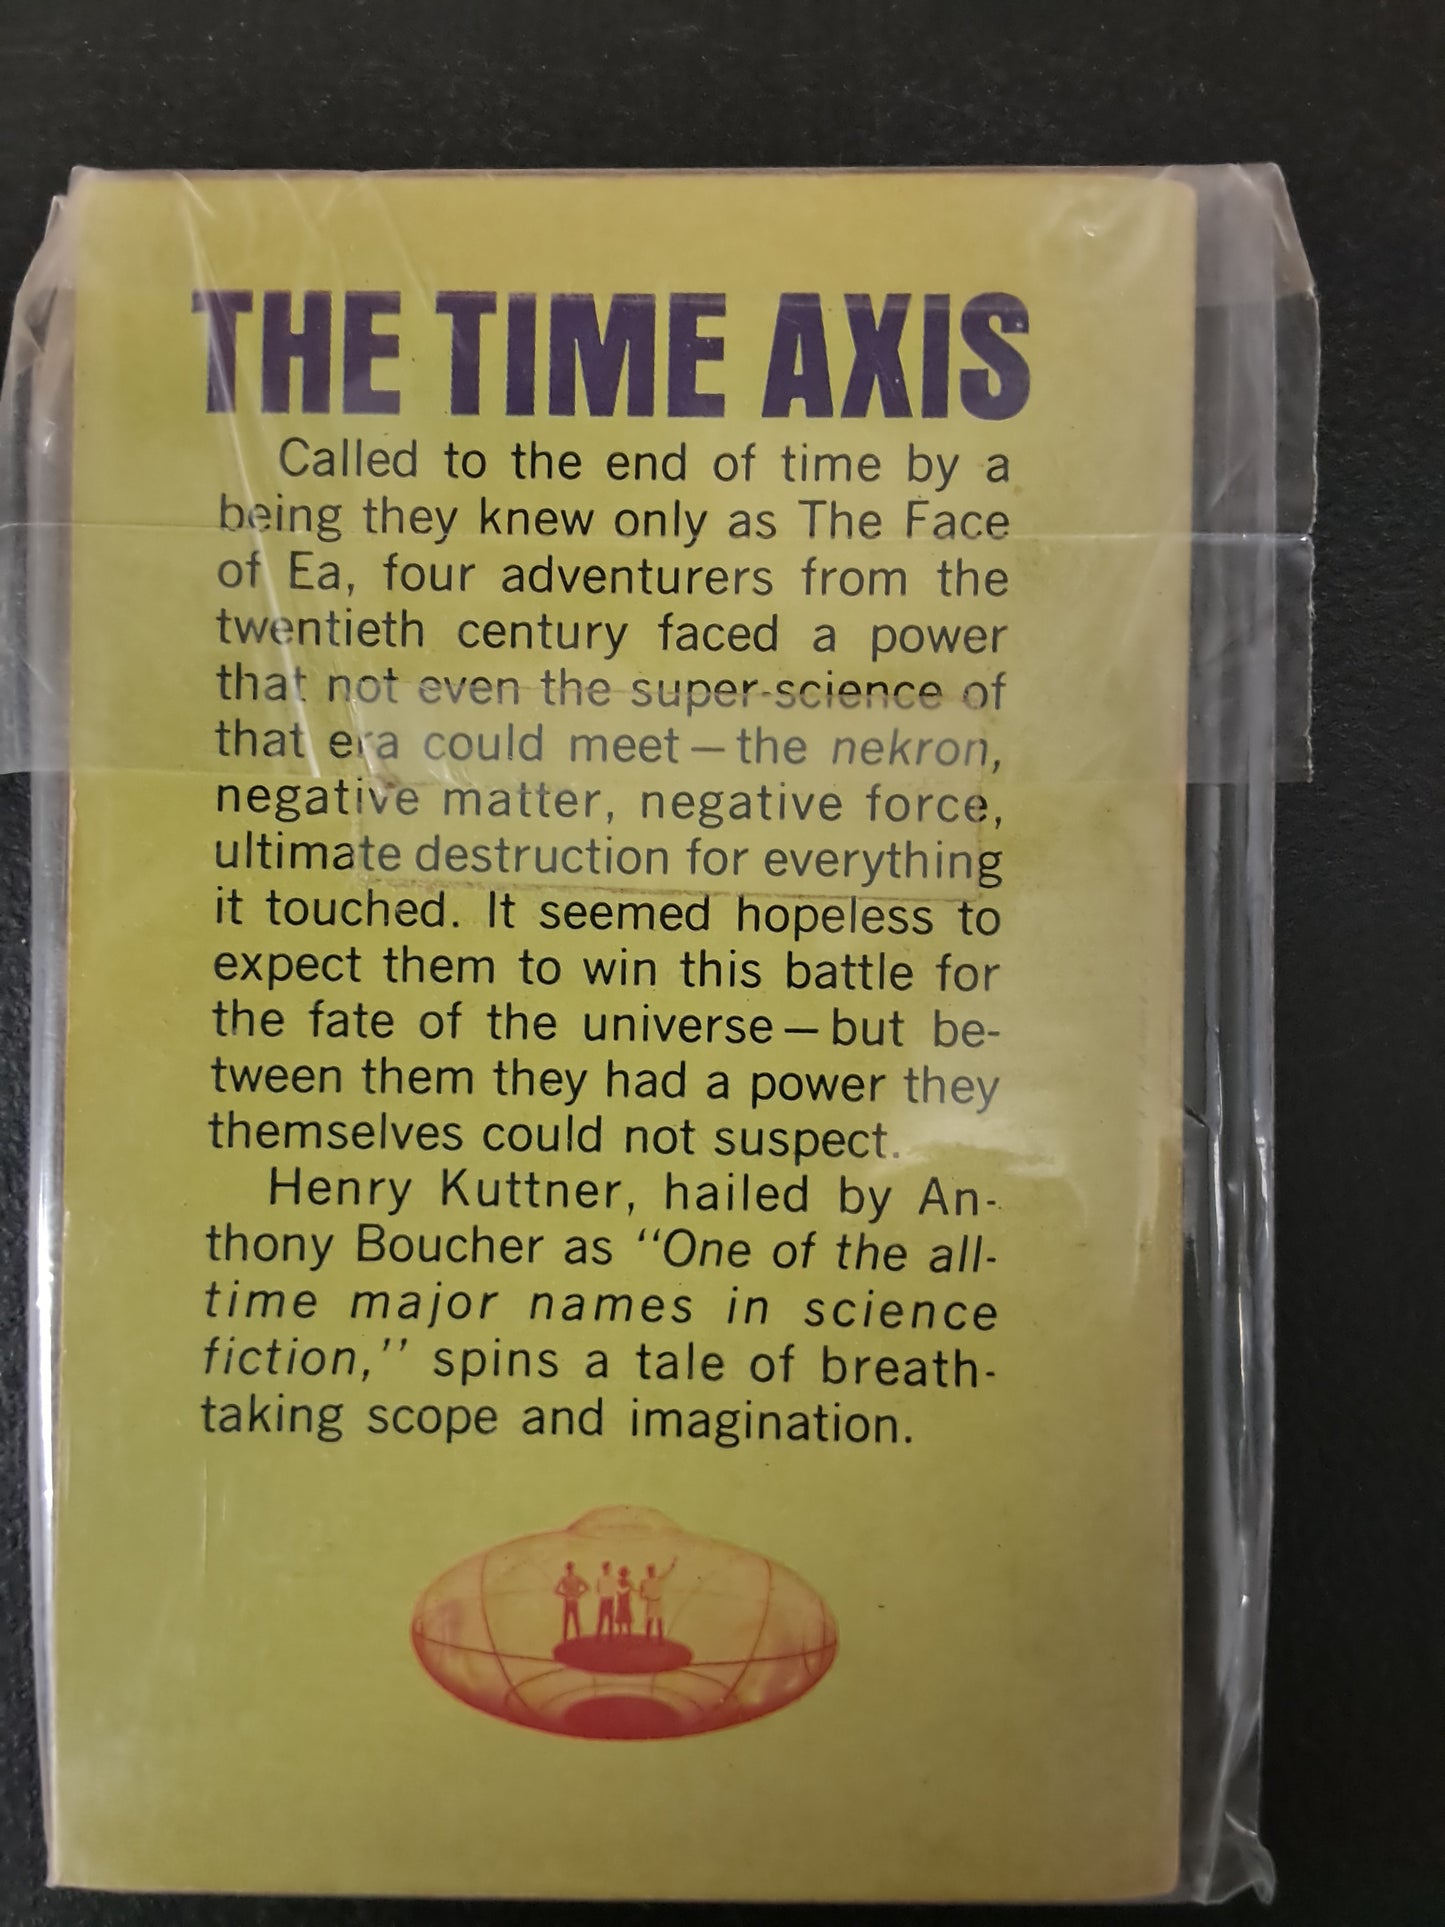 THE TIME AXIS
Called to the end of time by a
being they knew only as The Face
of Ea, four adventurers from the
twentieth century faced a power
that not even the super-science of
that era could meet — the nekron,
negative matter, negative force,
ultimate destruction for everything
it touched. It seemed hopeless to
expect them to win this battle for
the fate of the universe — but be-
tween them they had a power they
themselves could not suspect.
Henry Kuttner, hailed by An-
thony Boucher as "One of the all-
time major names in science
fiction," spins a tale of breath-
taking scope and imagination.